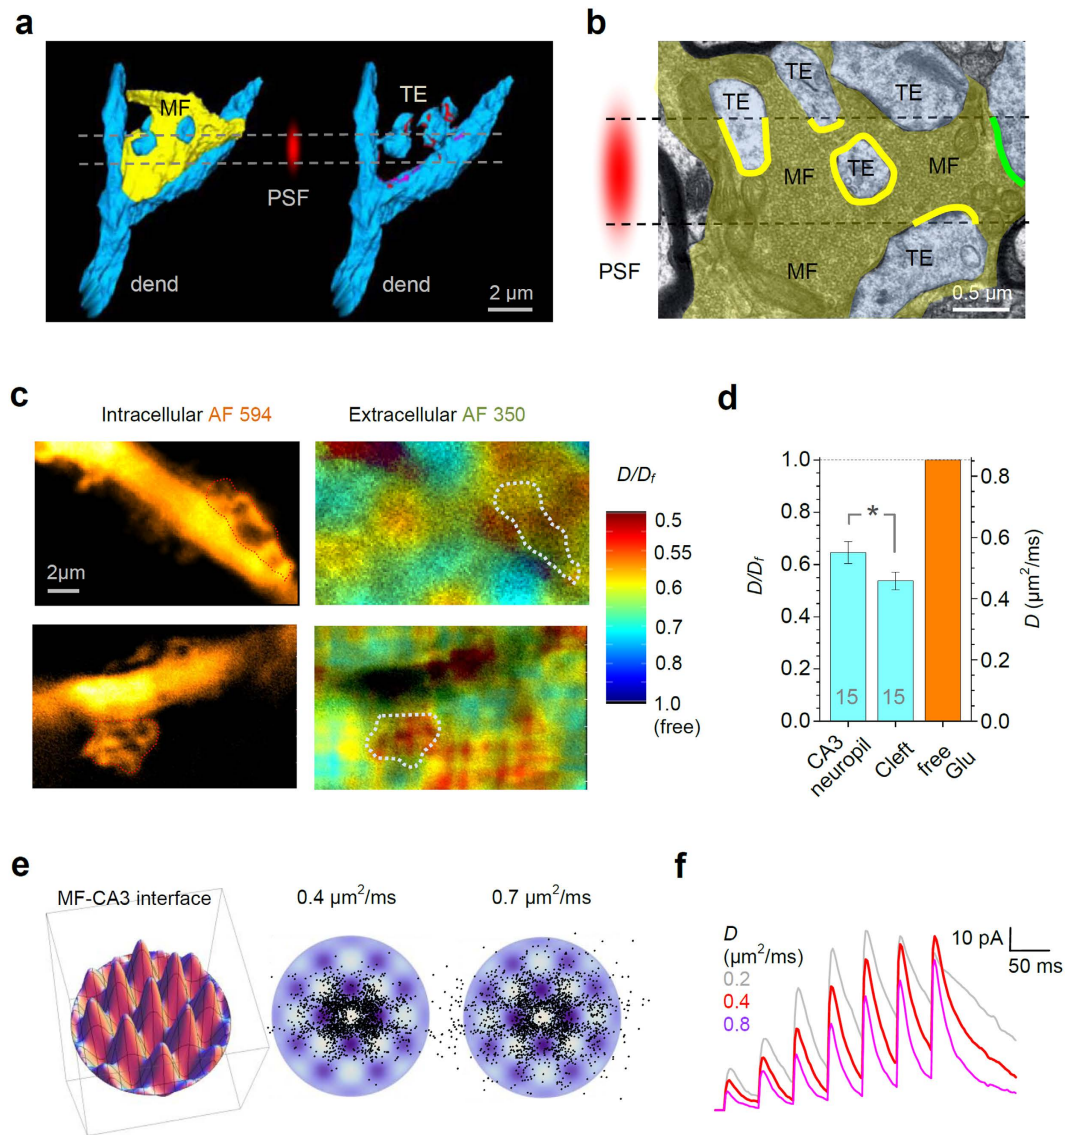 a
MF
TE
PSF
dend
dend
2 µm
b
TE
TE
TE
TE
MF
MF
TE
MF
PSF
0.5 µm
c
Intracellular AF 594
Extracellular AF 350
2µm
D/Df
0.5
0.55
0.6
0.7
0.8
1.0
(free)
d
D/Df
1.0
0.8
0.6
0.4
0.2
0.0
*
15
15
CA3
neuropil
Cleft
free
Glu
0.8
0.6
0.4
0.2
0.0
D (µm²/ms)
e
MF-CA3 interface
0.4 µm²/ms
0.7 µm²/ms
f
D
(µm²/ms)
0.2
0.4
0.8
10 pA
50 ms